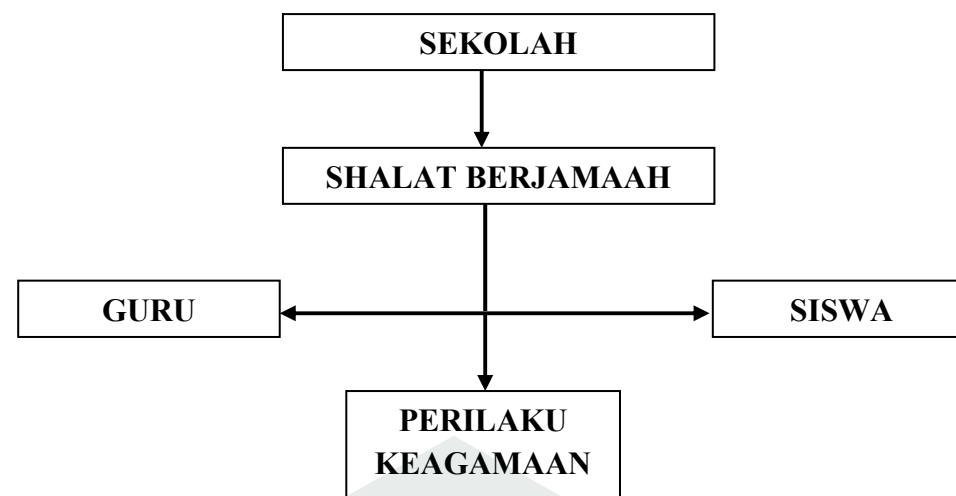 SEKOLAH
SHALAT BERJAMAAH
GURU
SISWA
PERILAKU
KEAGAMAAN